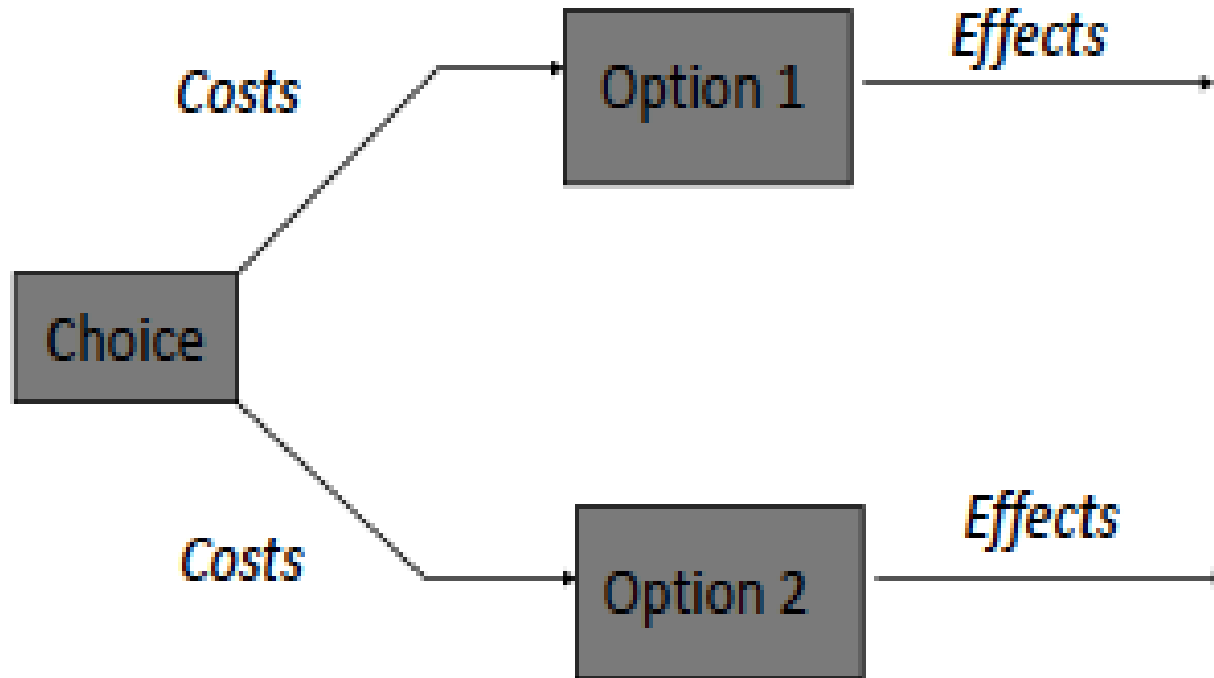 Effects
Costs
Option 1
Choice
Effects
Costs
Option 2